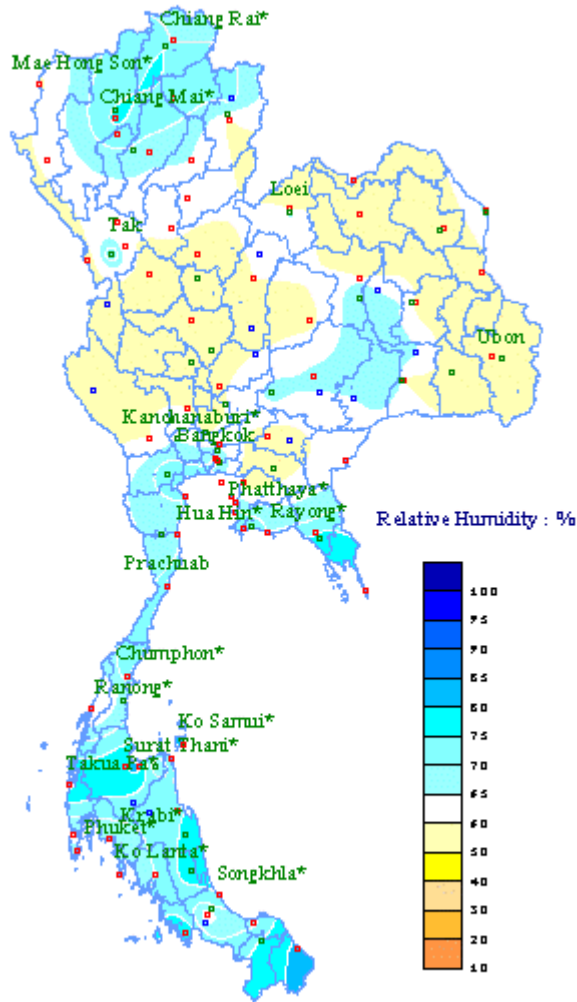 Chiang Rai*
Mae Hong Son*
Chiang Mai*
Loei
Tak
Ubon
Kanchanaburi*
Bangkok
Phatthaya*
Hua Hin* Rayong*
Relative Humidity : %
Prachuab
100
95
90
85
80
75
70
65
60
50
40
30
20
10
Chumphon*
Ranong*
Ko Samui*
Surat Thani*
Takua Pa*
Krabi*
Phuket*
Ko Lanta*
Songkhla*